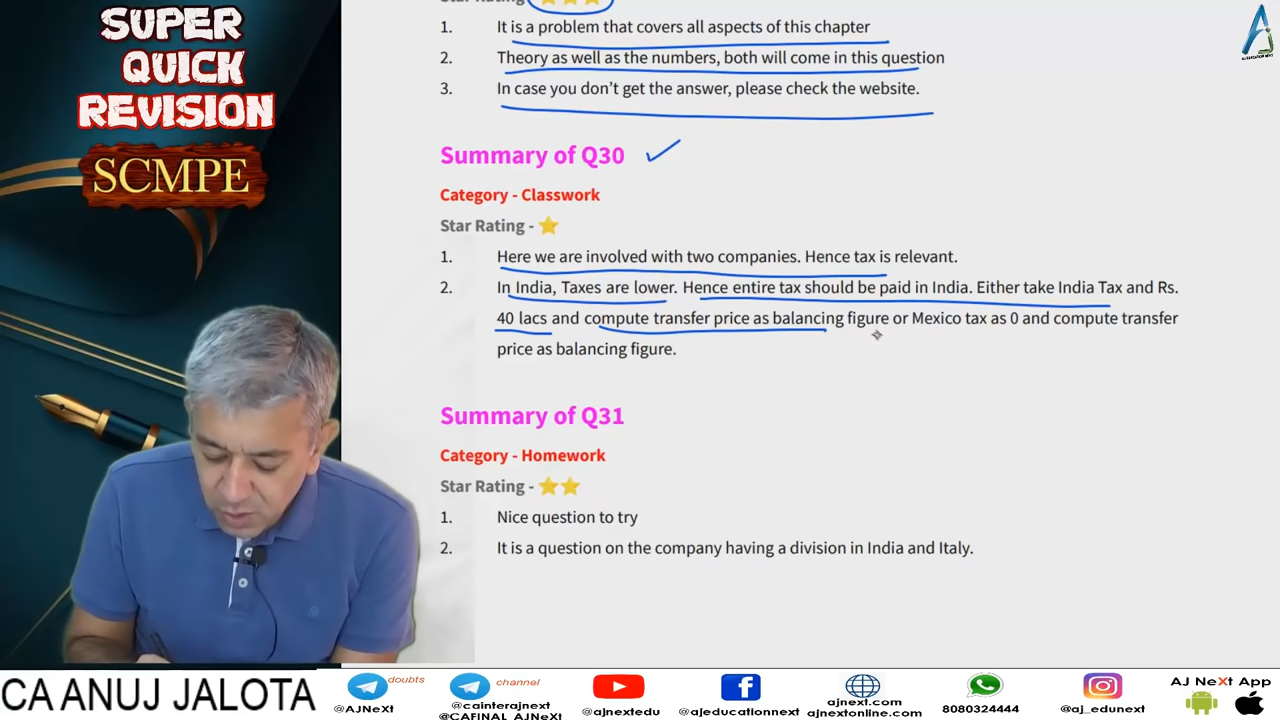 SUPER
QUICK
REVISION
SCMPE
1. It is a problem that covers all aspects of this chapter
2. Theory as well as the numbers, both will come in this question
3. In case you don’t get the answer, please check the website.
Summary of Q30
Category - Classwork
Star Rating - ⭐
1. Here we are involved with two companies. Hence tax is relevant.
2. In India, Taxes are lower. Hence entire tax should be paid in India. Either take India Tax and Rs.
40 lacs and compute transfer price as balancing figure or Mexico tax as 0 and compute transfer
price as balancing figure.
Summary of Q31
Category - Homework
Star Rating - ⭐⭐
1. Nice question to try
2. It is a question on the company having a division in India and Italy.
CA ANUJ JALOTA
doubts
@AJNeXt
channel
@cainterajnext
@CAFINAL_AJNeXt
@ajnextedu
@ajeducationnext
ajnext.com
ajnextonline.com
8080324444
@aj_edunext
AJ NeXt App